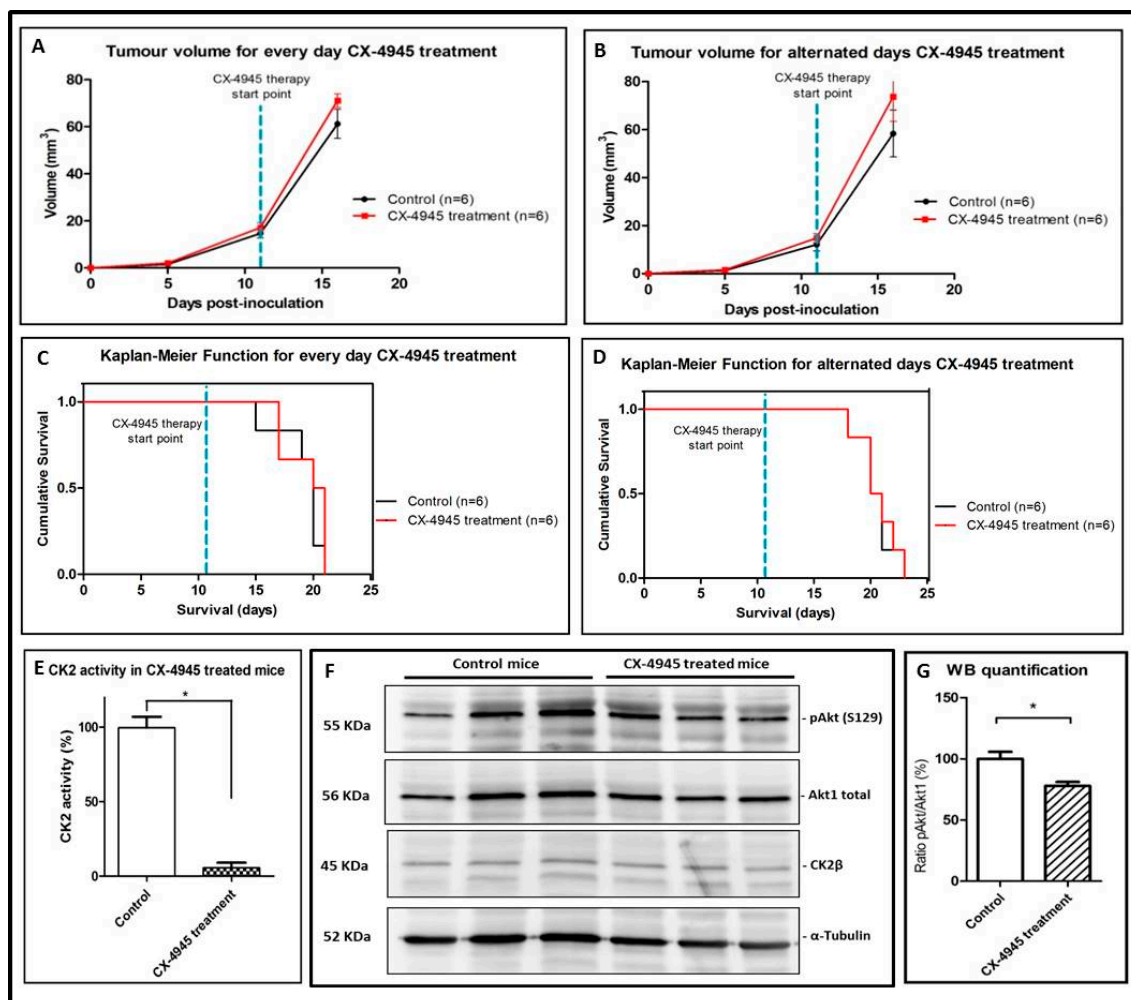 A
Tumour volume for every day CX-4945 treatment
CX-4945 therapy
start point
80
60
40
20
0
Volume (mm³)
0 5 10 15 20
Days post-inoculation
Control (n=6)
CX-4945 treatment (n=6)
B
Tumour volume for alternated days CX-4945 treatment
CX-4945 therapy
start point
80
60
40
20
0
Volume (mm³)
0 5 10 15 20
Days post-inoculation
Control (n=6)
CX-4945 treatment (n=6)
C
Kaplan-Meier Function for every day CX-4945 treatment
1.0
0.5
0.0
Cumulative Survival
CX-4945 therapy
start point
0 5 10 15 20 25
Survival (days)
Control (n=6)
CX-4945 treatment (n=6)
D
Kaplan-Meier Function for alternated days CX-4945 treatment
1.0
0.5
0.0
Cumulative Survival
CX-4945 therapy
start point
0 5 10 15 20 25
Survival (days)
Control (n=6)
CX-4945 treatment (n=6)
E CK2 activity in CX-4945 treated mice
*
100
50
0
CK2 activity (%)
Control
CX-4945 treatment
F
Control mice CX-4945 treated mice
55 KDa - pAkt (S129)
56 KDa - Akt1 total
45 KDa - CK2β
52 KDa - α-Tubulin
G WB quantification
*
150
100
50
0
Ratio pAkt/Akt1 (%)
Control
CX-4945 treatment